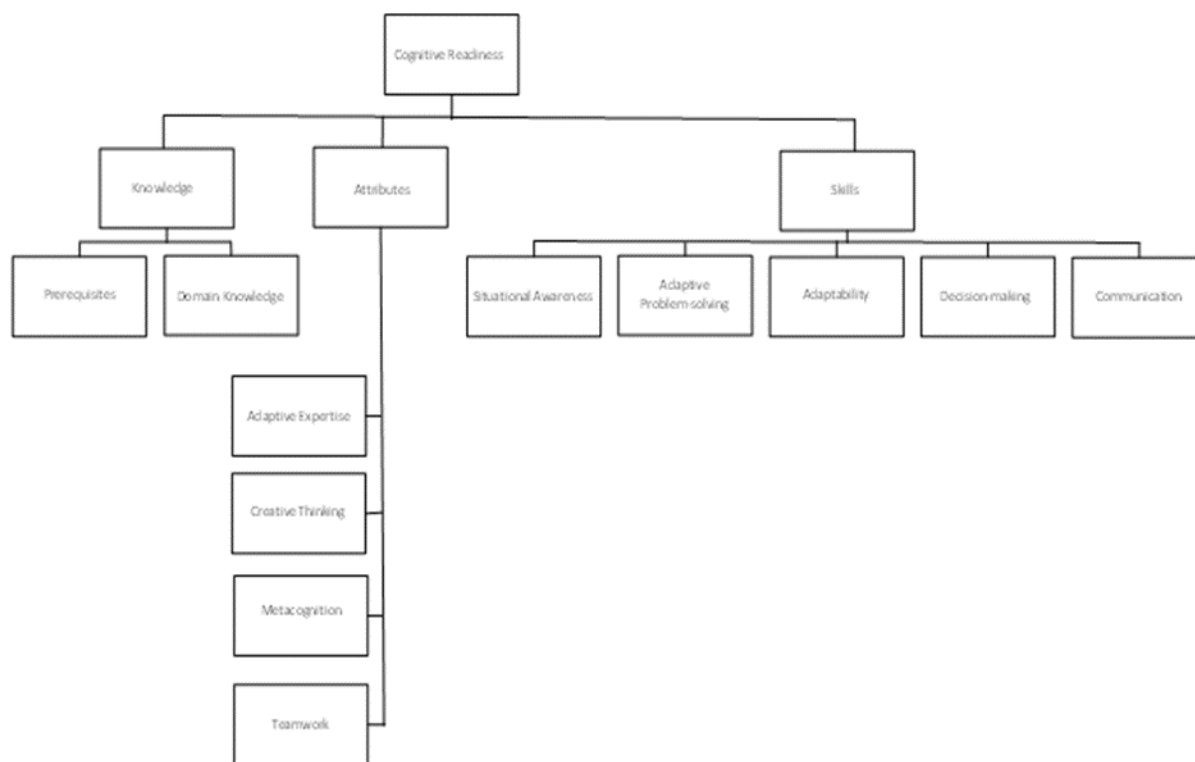 Cognitive Readiness
Knowledge
Attributes
Skills
Prerequisites
Domain Knowledge
Situational Awareness
Adaptive
Problem-solving
Adaptability
Decision-making
Communication
Adaptive Expertise
Creative Thinking
Metacognition
Teamwork